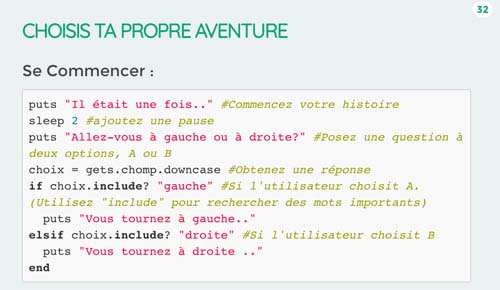 32
CHOISIS TA PROPRE AVENTURE
Se Commencer :
puts "Il était une fois.." #Commencez votre histoire
sleep 2 #ajoutez une pause
puts "Allez-vous à gauche ou à droite?" #Posez une question à
deux options, A ou B
choix = gets.chomp.downcase #Obtenez une réponse
if choix.include? "gauche" #Si l'utilisateur choisit A.
(Utilisez "include" pour rechercher des mots importants)
  puts "Vous tournez à gauche.."
elsif choix.include? "droite" #Si l'utilisateur choisit B
  puts "Vous tournez à droite .."
end